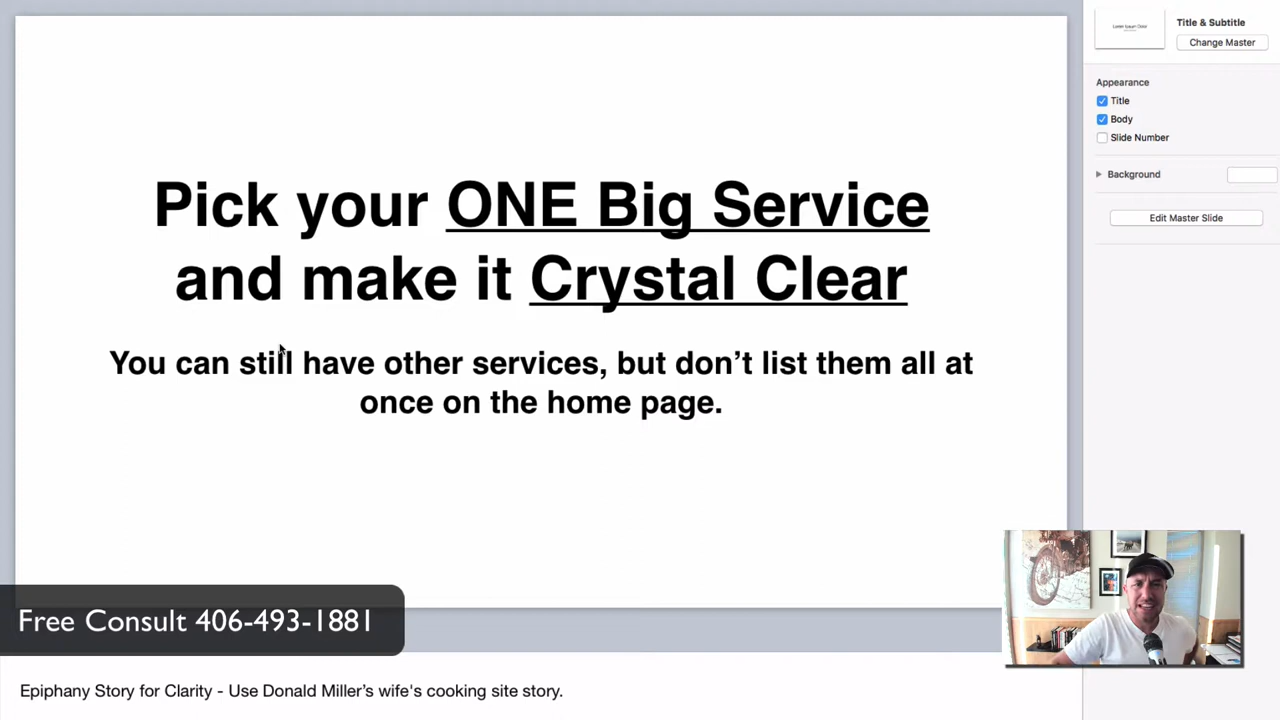 Pick your ONE Big Service
and make it Crystal Clear
You can still have other services, but don’t list them all at
once on the home page.
Free Consult 406-493-1881
Epiphany Story for Clarity - Use Donald Miller’s wife's cooking site story.
Title & Subtitle
Change Master
Appearance
Title
Body
Slide Number
Background
Edit Master Slide